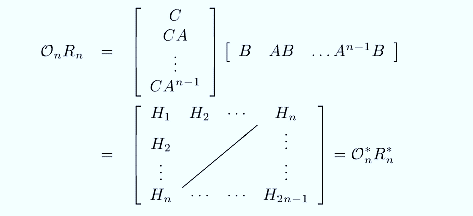 𝒪ₙRₙ = [ C CA ⋮ CAⁿ⁻¹ ] [ B AB … Aⁿ⁻¹B ]
= [ H₁ H₂ ⋯ Hₙ
H₂ ⋮
⋮ ⋮
Hₙ ⋯ ⋯ H₂ₙ₋₁ ] = 𝒪ₙ*Rₙ*